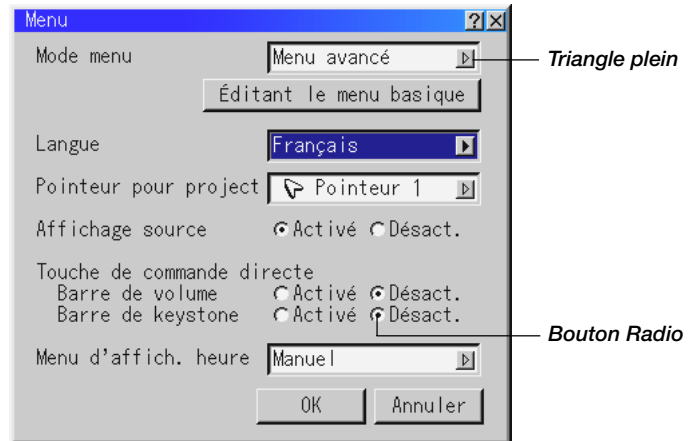 Menu
Mode menu Menu avancé
Triangle plein
Éditant le menu basique
Langue Français
Pointeur pour project Pointeur 1
Affichage source Activé Désact.
Touche de commande directe
Barre de volume Activé Désact.
Barre de keystone Activé Désact.
Bouton Radio
Menu d'affich. heure Manuel
OK Annuler